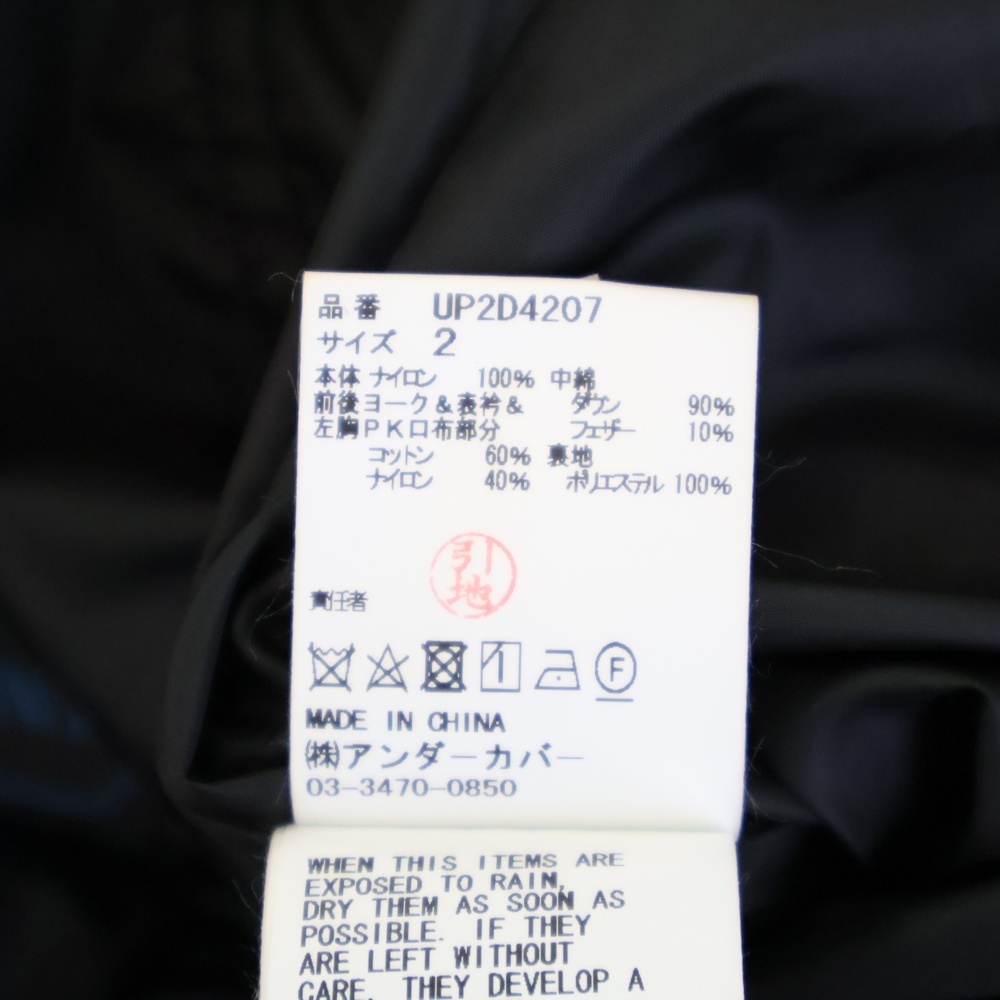 品番 UP2D4207
サイズ 2
本体 ナイロン 100% 中綿
前後ヨーク＆表衿＆ ダウン 90%
左胸ＰＫ口布部分 フェザー 10%
コットン 60% 裏地
ナイロン 40% ポリエステル 100%
引地
責任者
F
MADE IN CHINA
㈱アンダーカバー
03-3470-0850
WHEN THIS ITEMS ARE
EXPOSED TO RAIN,
DRY THEM AS SOON AS
POSSIBLE. IF THEY
ARE LEFT WITHOUT
CARE, THEY DEVELOP A